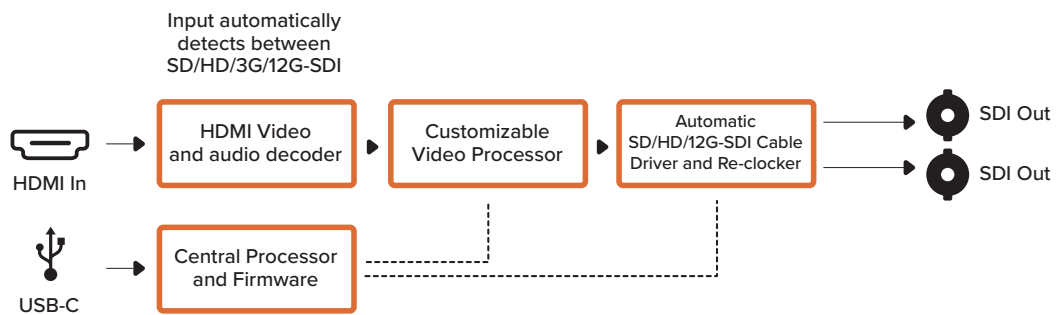 Input automatically
detects between
SD/HD/3G/12G-SDI
HDMI In
HDMI Video
and audio decoder
Customizable
Video Processor
Automatic
SD/HD/12G-SDI Cable
Driver and Re-clocker
SDI Out
SDI Out
USB-C
Central Processor
and Firmware